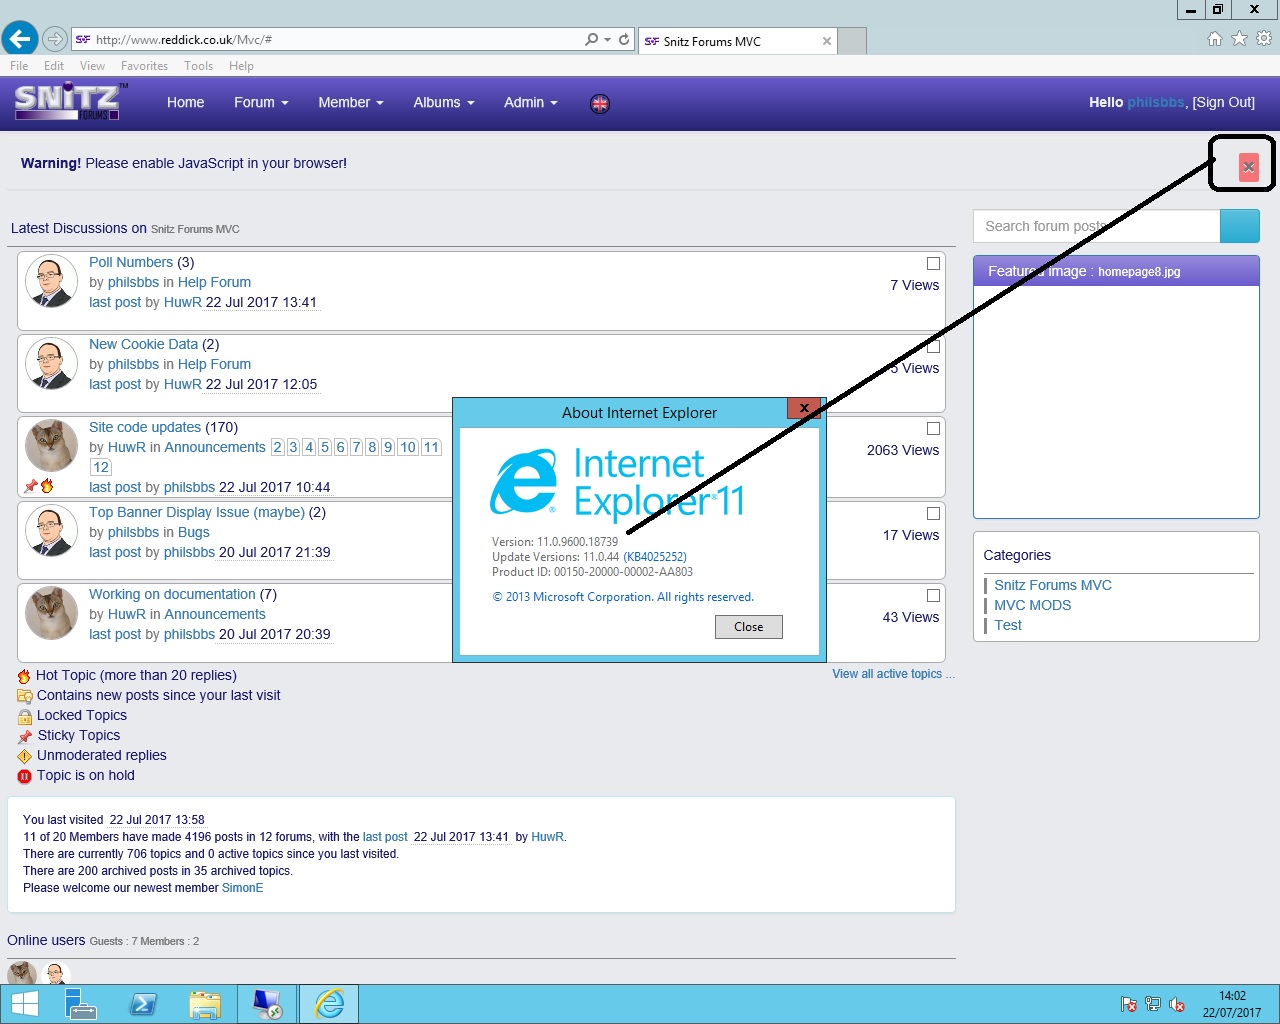 http://www.reddick.co.uk/Mvc/#
Snitz Forums MVC
File Edit View Favorites Tools Help
SNiTZ FORUMS TM
Home Forum Member Albums Admin
Hello philsbbs, [Sign Out]
Warning! Please enable JavaScript in your browser!
Latest Discussions on Snitz Forums MVC
Poll Numbers (3)
by philsbbs in Help Forum
7 Views
last post by HuwR 22 Jul 2017 13:41
New Cookie Data (2)
by philsbbs in Help Forum
5 Views
last post by HuwR 22 Jul 2017 12:05
Site code updates (170)
by HuwR in Announcements 2 3 4 5 6 7 8 9 10 11
12
2063 Views
last post by philsbbs 22 Jul 2017 10:44
Top Banner Display Issue (maybe) (2)
by philsbbs in Bugs
17 Views
last post by philsbbs 20 Jul 2017 21:39
Working on documentation (7)
by HuwR in Announcements
43 Views
last post by philsbbs 20 Jul 2017 20:39
About Internet Explorer
x
Internet
Explorer 11
Version: 11.0.9600.18739
Update Versions: 11.0.44 (KB4025252)
Product ID: 00150-20000-00002-AA803
© 2013 Microsoft Corporation. All rights reserved.
Close
Search forum posts
Featured image : homepage8.jpg
Categories
Snitz Forums MVC
MVC MODS
Test
View all active topics ...
Hot Topic (more than 20 replies)
Contains new posts since your last visit
Locked Topics
Sticky Topics
Unmoderated replies
Topic is on hold
You last visited 22 Jul 2017 13:58
11 of 20 Members have made 4196 posts in 12 forums, with the last post 22 Jul 2017 13:41 by HuwR.
There are currently 706 topics and 0 active topics since you last visited.
There are 200 archived posts in 35 archived topics.
Please welcome our newest member SimonE
Online users Guests : 7 Members : 2
14:02
22/07/2017